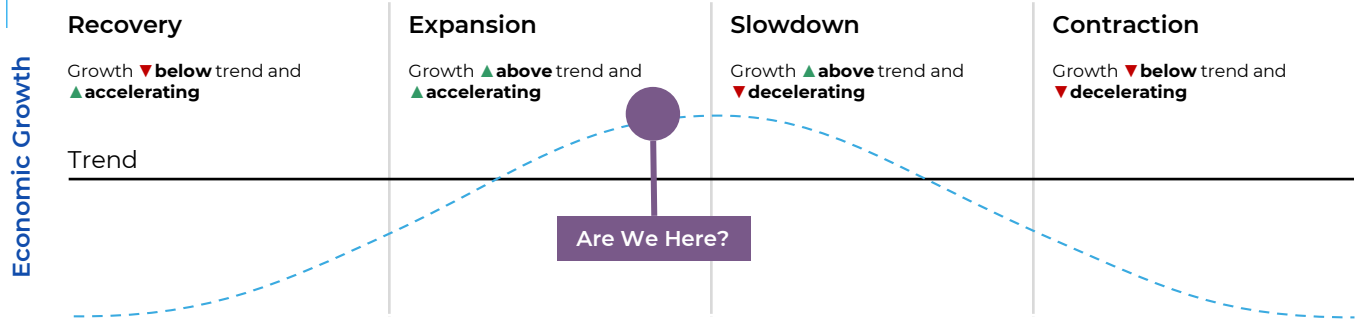 Economic Growth
Recovery
Growth ▼below trend and
▲accelerating
Expansion
Growth ▲above trend and
▲accelerating
Slowdown
Growth ▲above trend and
▼decelerating
Contraction
Growth ▼below trend and
▼decelerating
Trend
Are We Here?